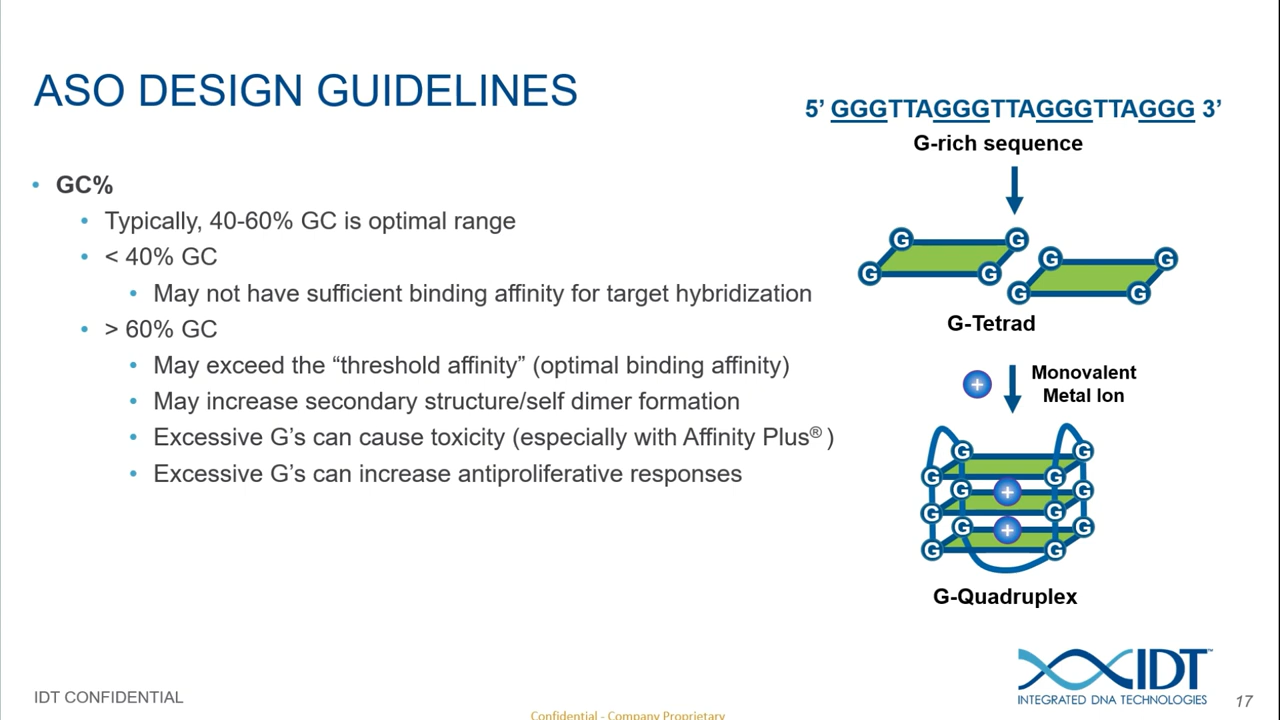 ASO DESIGN GUIDELINES
• GC%
• Typically, 40-60% GC is optimal range
• < 40% GC
• May not have sufficient binding affinity for target hybridization
• > 60% GC
• May exceed the “threshold affinity” (optimal binding affinity)
• May increase secondary structure/self dimer formation
• Excessive G’s can cause toxicity (especially with Affinity Plus® )
• Excessive G’s can increase antiproliferative responses
5’ GGGTTAGGGTTAGGGTTAGGG 3’
G-rich sequence
G G
G G
G G
G G
G-Tetrad
+
Monovalent
Metal Ion
G G
G G
G + G
G G
G + G
G G
G-Quadruplex
IDT™
INTEGRATED DNA TECHNOLOGIES
IDT CONFIDENTIAL
Confidential - Company Proprietary
17